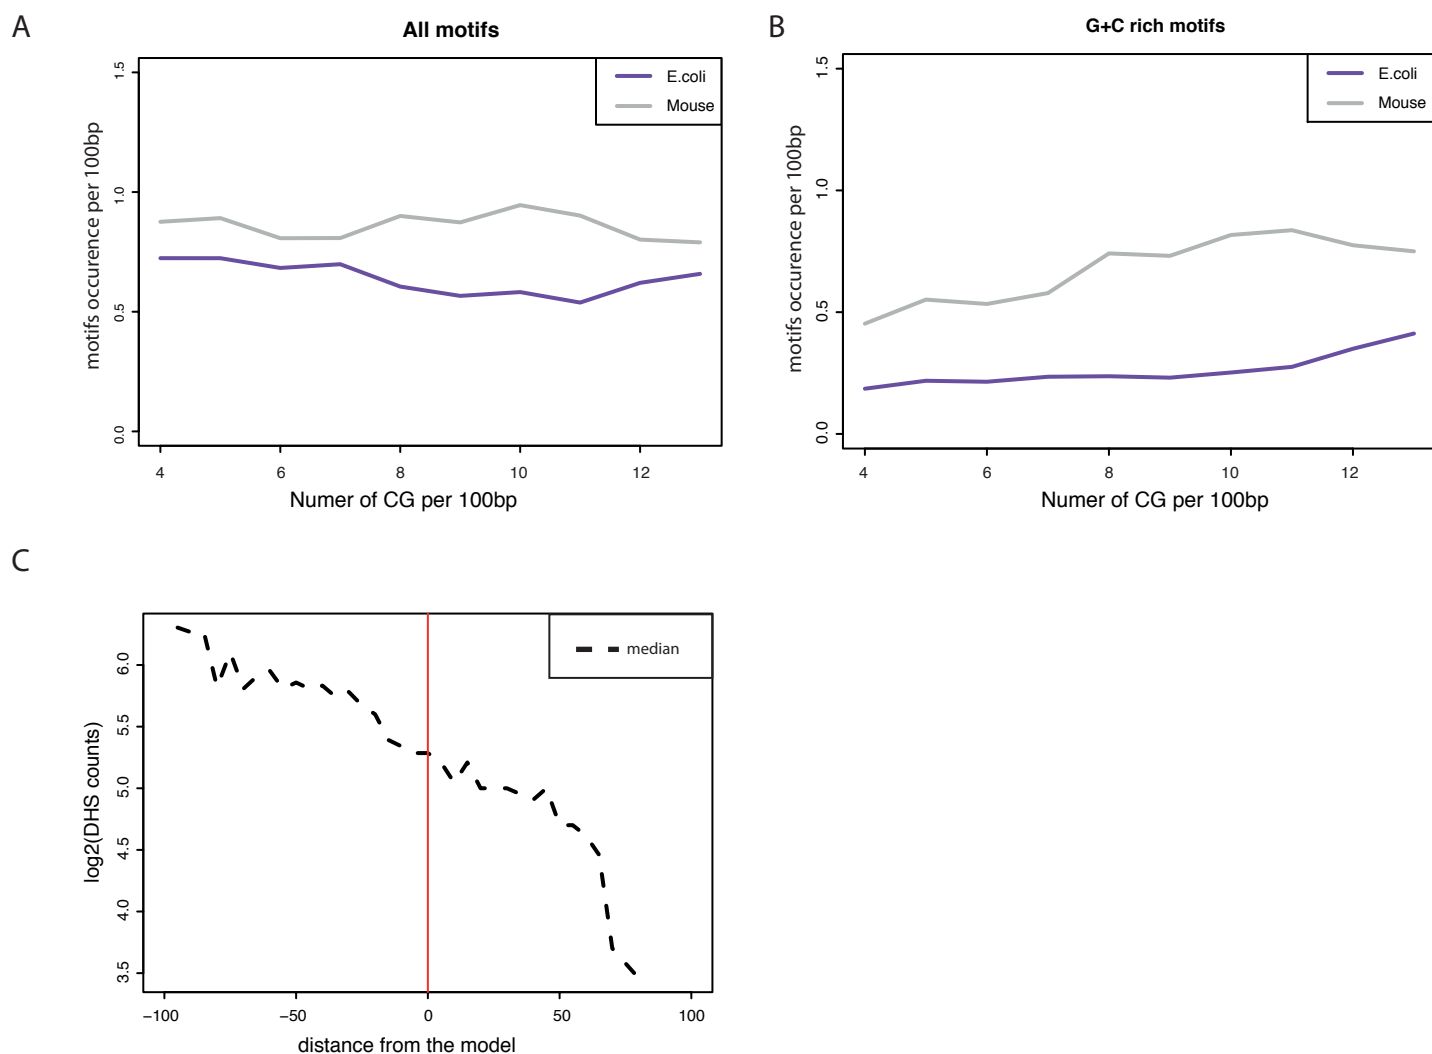 A
All motifs
E.coli
Mouse
motifs occurence per 100bp
1.5
1.0
0.5
0.0
4 6 8 10 12
Numer of CG per 100bp
B
G+C rich motifs
E.coli
Mouse
motifs occurence per 100bp
1.5
1.0
0.5
0.0
4 6 8 10 12
Numer of CG per 100bp
C
median
log2(DHS counts)
6.0
5.5
5.0
4.5
4.0
3.5
−100 −50 0 50 100
distance from the model